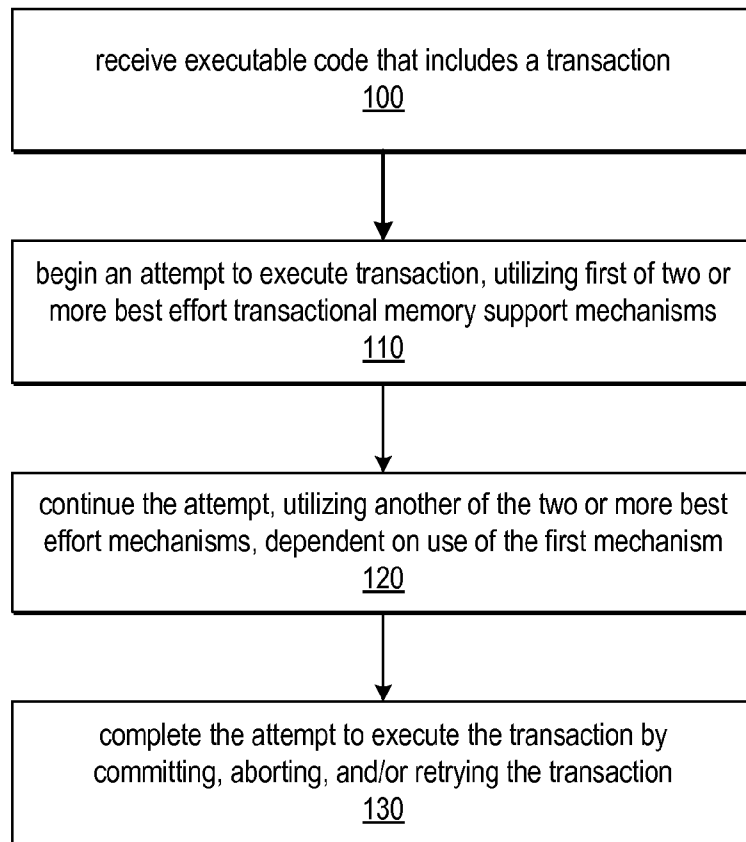 receive executable code that includes a transaction
100
begin an attempt to execute transaction, utilizing first of two or
more best effort transactional memory support mechanisms
110
continue the attempt, utilizing another of the two or more best
effort mechanisms, dependent on use of the first mechanism
120
complete the attempt to execute the transaction by
committing, aborting, and/or retrying the transaction
130